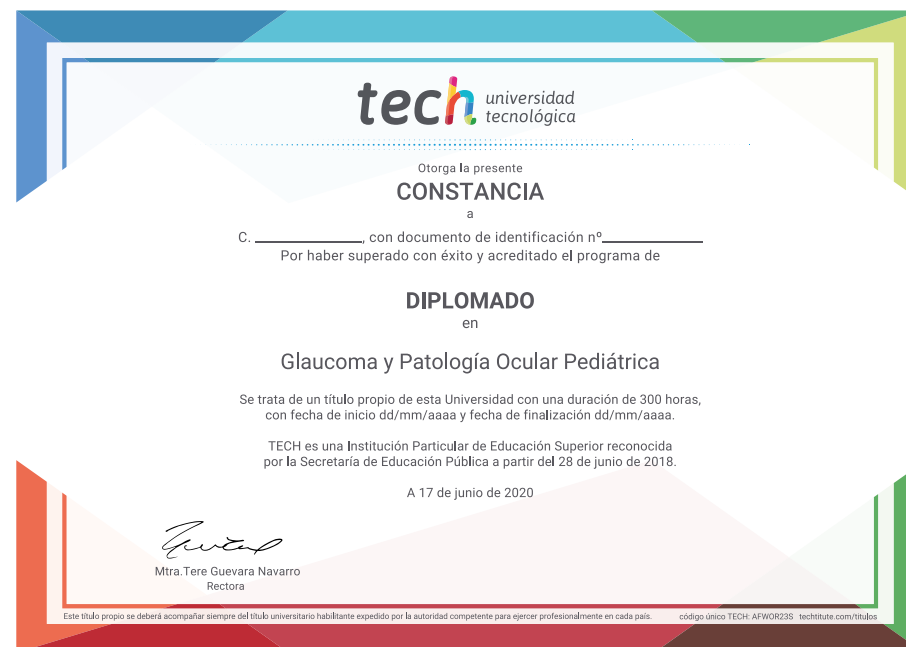 tech universidad
tecnológica
Otorga la presente
CONSTANCIA
a
C. ____________, con documento de identificación nº____________
Por haber superado con éxito y acreditado el programa de
DIPLOMADO
en
Glaucoma y Patología Ocular Pediátrica
Se trata de un título propio de esta Universidad con una duración de 300 horas,
con fecha de inicio dd/mm/aaaa y fecha de finalización dd/mm/aaaa.
TECH es una Institución Particular de Educación Superior reconocida
por la Secretaría de Educación Pública a partir del 28 de junio de 2018.
A 17 de junio de 2020
Mtra.Tere Guevara Navarro
Rectora
Este título propio se deberá acompañar siempre del título universitario habilitante expedido por la autoridad competente para ejercer profesionalmente en cada país. código único TECH: AFWOR23S techtitute.com/titulos